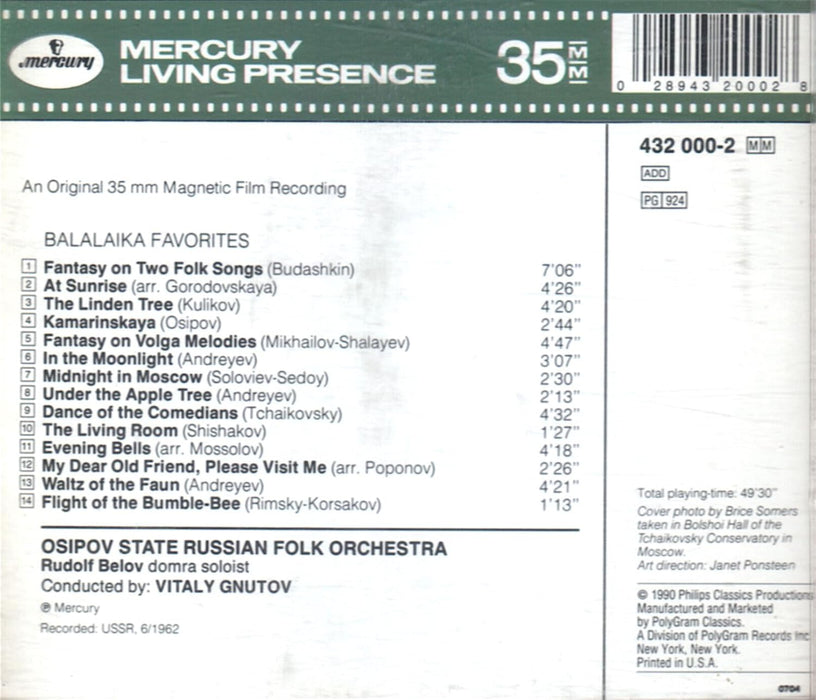 mercury
MERCURY
LIVING PRESENCE
35MM
0 28943 20002 8
432 000-2 MM
ADD
PG 924
An Original 35 mm Magnetic Film Recording
BALALAIKA FAVORITES
1 Fantasy on Two Folk Songs (Budashkin) 7'06"
2 At Sunrise (arr. Gorodovskaya) 4'26"
3 The Linden Tree (Kulikov) 4'20"
4 Kamarinskaya (Osipov) 2'44"
5 Fantasy on Volga Melodies (Mikhailov-Shalayev) 4'47"
6 In the Moonlight (Andreyev) 3'07"
7 Midnight in Moscow (Soloviev-Sedoy) 2'30"
8 Under the Apple Tree (Andreyev) 2'13"
9 Dance of the Comedians (Tchaikovsky) 4'32"
10 The Living Room (Shishakov) 1'27"
11 Evening Bells (arr. Mossolov) 4'18"
12 My Dear Old Friend, Please Visit Me (arr. Poponov) 2'26"
13 Waltz of the Faun (Andreyev) 4'21"
14 Flight of the Bumble-Bee (Rimsky-Korsakov) 1'13"
OSIPOV STATE RUSSIAN FOLK ORCHESTRA
Rudolf Belov domra soloist
Conducted by: VITALY GNUTOV
℗ Mercury
Recorded: USSR, 6/1962
Total playing-time: 49'30"
Cover photo by Brice Somers
taken in Bolshoi Hall of the
Tchaikovsky Conservatory in
Moscow.
Art direction: Janet Ponsteen
© 1990 Philips Classics Productions
Manufactured and Marketed
by PolyGram Classics.
A Division of PolyGram Records Inc
New York, New York.
Printed in U.S.A.
0704